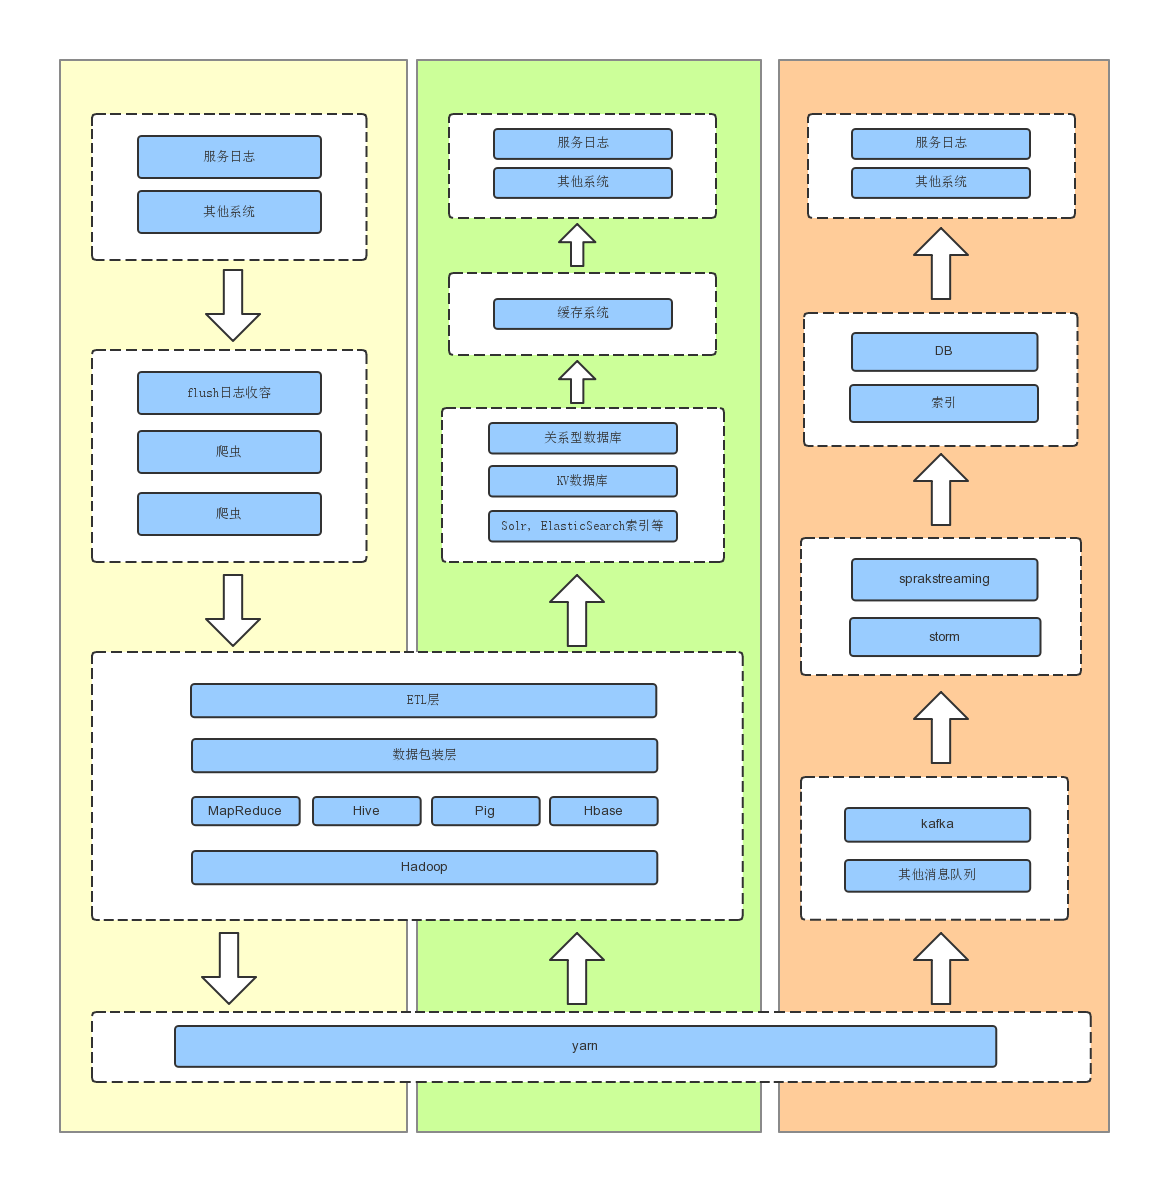 服务日志
其他系统
flush日志收容
爬虫
爬虫
服务日志
其他系统
缓存系统
关系型数据库
KV数据库
Solr, ElasticSearch索引等
ETL层
数据包装层
MapReduce
Hive
Pig
Hbase
Hadoop
服务日志
其他系统
DB
索引
sprakstreaming
storm
kafka
其他消息队列
yarn